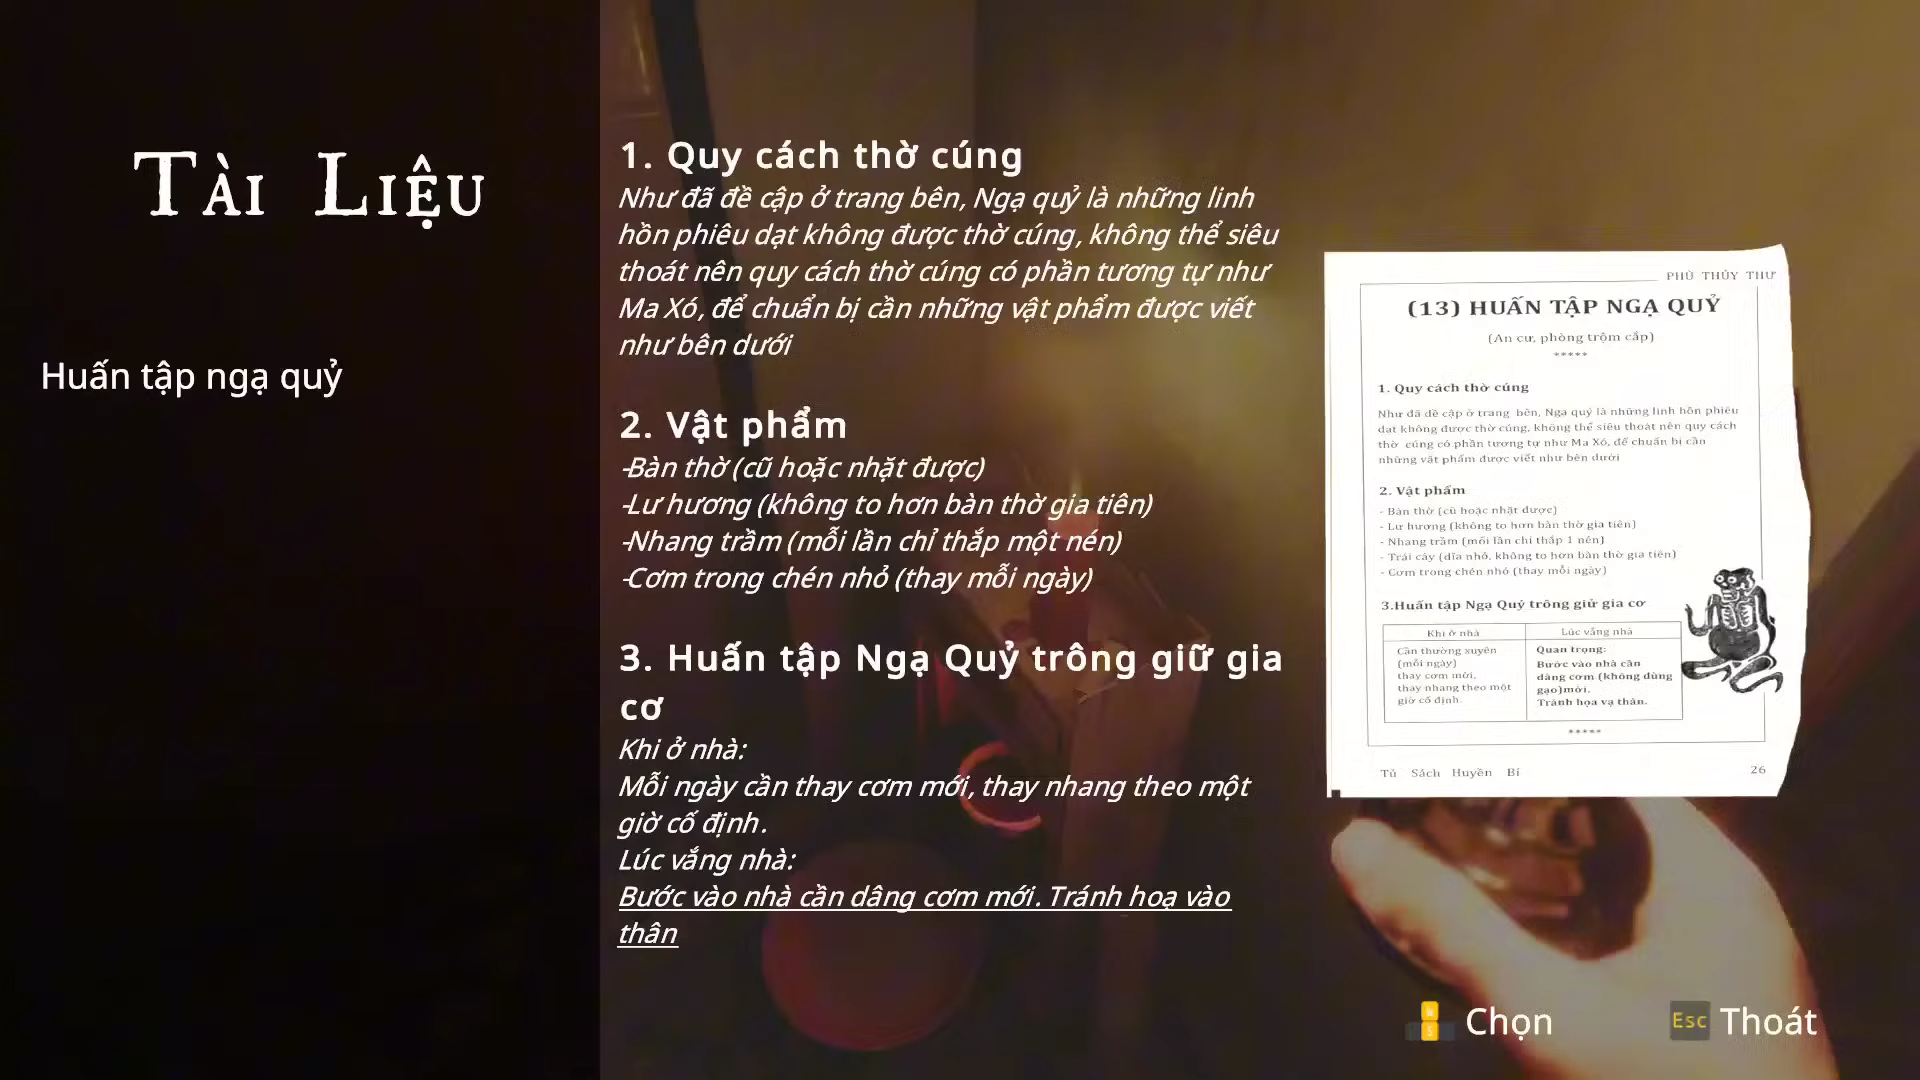 Tài Liệu
Huấn tập ngạ quỷ
1. Quy cách thờ cúng
Như đã đề cập ở trang bên, Ngạ quỷ là những linh
hồn phiêu dạt không được thờ cúng, không thể siêu
thoát nên quy cách thờ cúng có phần tương tự như
Ma Xó, để chuẩn bị cần những vật phẩm được viết
như bên dưới
2. Vật phẩm
-Bàn thờ (cũ hoặc nhặt được)
-Lư hương (không to hơn bàn thờ gia tiên)
-Nhang trầm (mỗi lần chỉ thắp một nén)
-Cơm trong chén nhỏ (thay mỗi ngày)
3. Huấn tập Ngạ Quỷ trông giữ gia
cơ
Khi ở nhà:
Mỗi ngày cần thay cơm mới, thay nhang theo một
giờ cố định.
Lúc vắng nhà:
Bước vào nhà cần dâng cơm mới. Tránh hoạ vào
thân
PHÙ THỦY THƯ
(13) HUẤN TẬP NGẠ QUỶ
(An cư, phòng trộm cắp)
*****
1. Quy cách thờ cúng
Như đã đề cập ở trang bên, Ngạ quỷ là những linh hồn phiêu
dạt không được thờ cúng, không thể siêu thoát nên quy cách
thờ cúng có phần tương tự như Ma Xó, để chuẩn bị cần
những vật phẩm được viết như bên dưới
2. Vật phẩm
- Bàn thờ (cũ hoặc nhặt được)
- Lư hương (không to hơn bàn thờ gia tiên)
- Nhang trầm (mỗi lần chỉ thắp 1 nén)
- Trái cây (dĩa nhỏ, không to hơn bàn thờ gia tiên)
- Cơm trong chén nhỏ (thay mỗi ngày)
3.Huấn tập Ngạ Quỷ trông giữ gia cơ
Khi ở nhà
Cần thường xuyên
(mỗi ngày)
thay cơm mới,
thay nhang theo một
giờ cố định.
Lúc vắng nhà
Quan trọng:
Bước vào nhà cần
dâng cơm (không dùng
gạo)mới.
Tránh họa vạ thân.
*****
Tủ Sách Huyền Bí
26
W
S
Chọn
Esc
Thoát